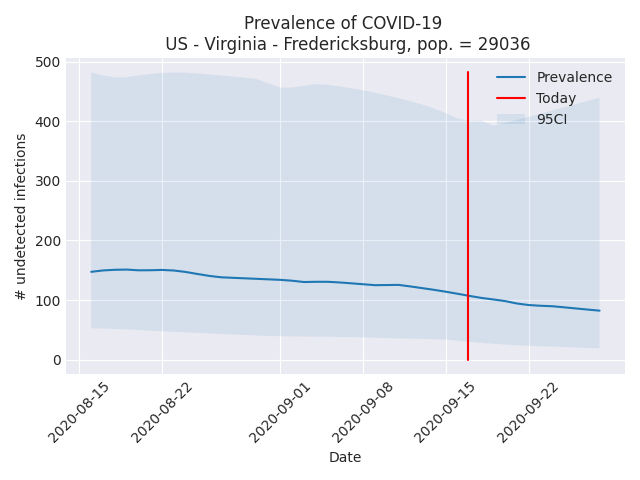 Prevalence of COVID-19
US - Virginia - Fredericksburg, pop. = 29036
# undetected infections
500
400
300
200
100
0
Prevalence
Today
95CI
2020-08-15
2020-08-22
2020-09-01
2020-09-08
2020-09-15
2020-09-22
Date